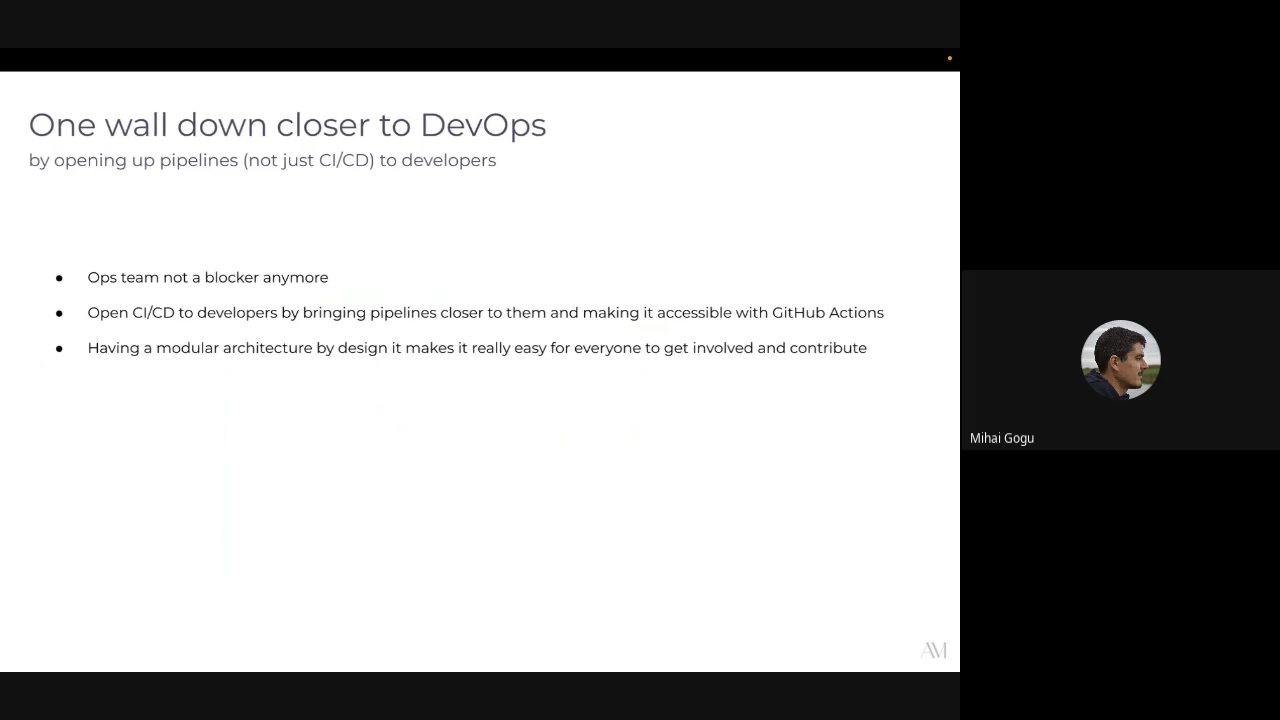 One wall down closer to DevOps
by opening up pipelines (not just CI/CD) to developers
● Ops team not a blocker anymore
● Open CI/CD to developers by bringing pipelines closer to them and making it accessible with GitHub Actions
● Having a modular architecture by design it makes it really easy for everyone to get involved and contribute
Mihai Gogu
AM